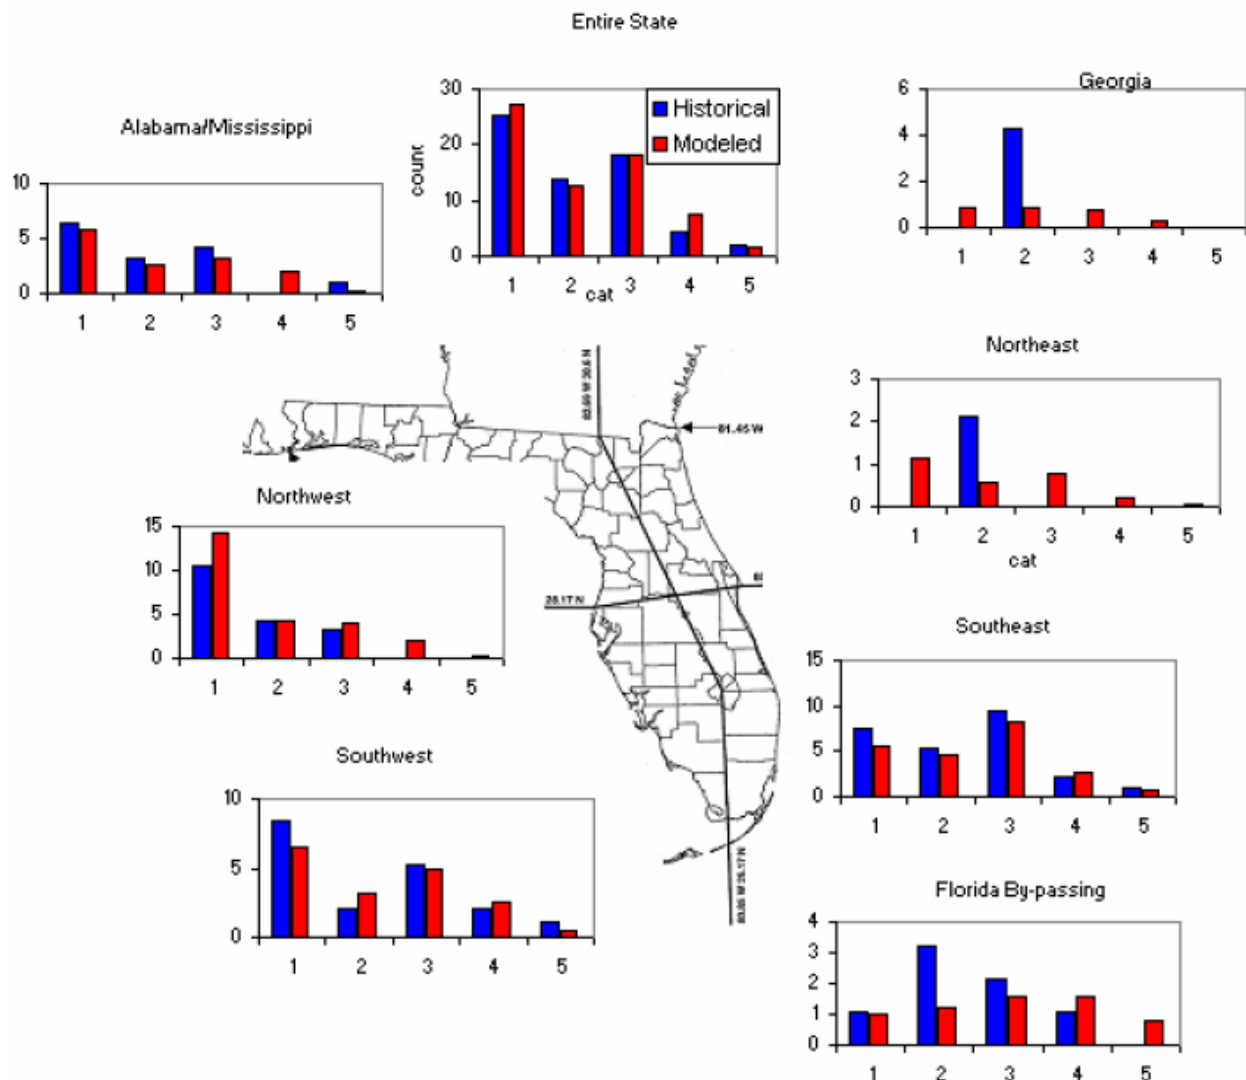 Entire State
30
20
10
0
count
1 2 3 4 5
cat
Historical
Modeled
Georgia
6
4
2
0
1 2 3 4 5
Alabama/Mississippi
10
5
0
1 2 3 4 5
Northeast
3
2
1
0
1 2 3 4 5
cat
81.45 W
28.17 N
Northwest
15
10
5
0
1 2 3 4 5
Southeast
15
10
5
0
1 2 3 4 5
Southwest
10
5
0
1 2 3 4 5
Florida By-passing
4
3
2
1
0
1 2 3 4 5